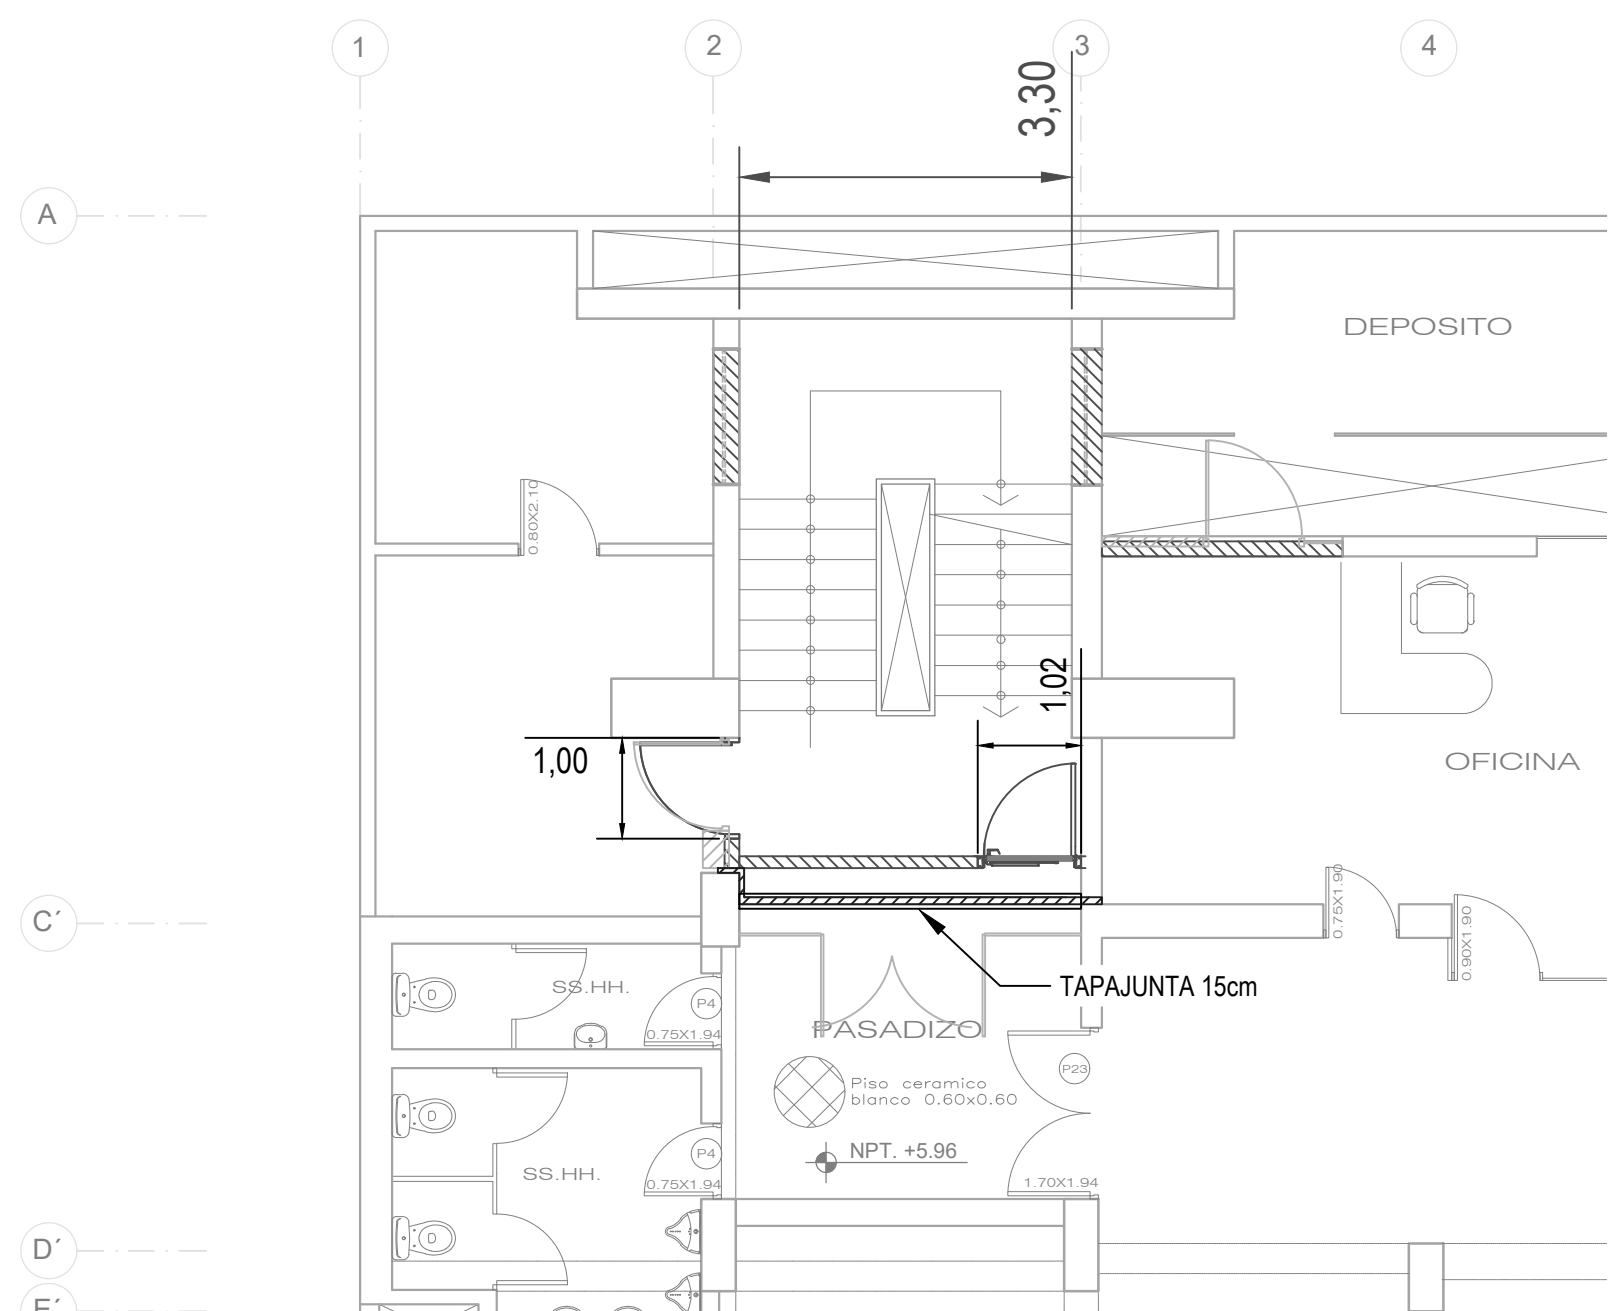 1
2
3
4
3,30
A
DEPOSITO
0.80X2.10
1,02
1,00
OFICINA
C´
0.75X1.90
0.90X1.90
TAPAJUNTA 15cm
D
SS.HH.
P4
0.75X1.94
PASADIZO
P23
Piso ceramico
blanco 0.60x0.60
D
NPT. +5.96
P4
SS.HH.
0.75X1.94
1.70X1.94
D
D´
E´